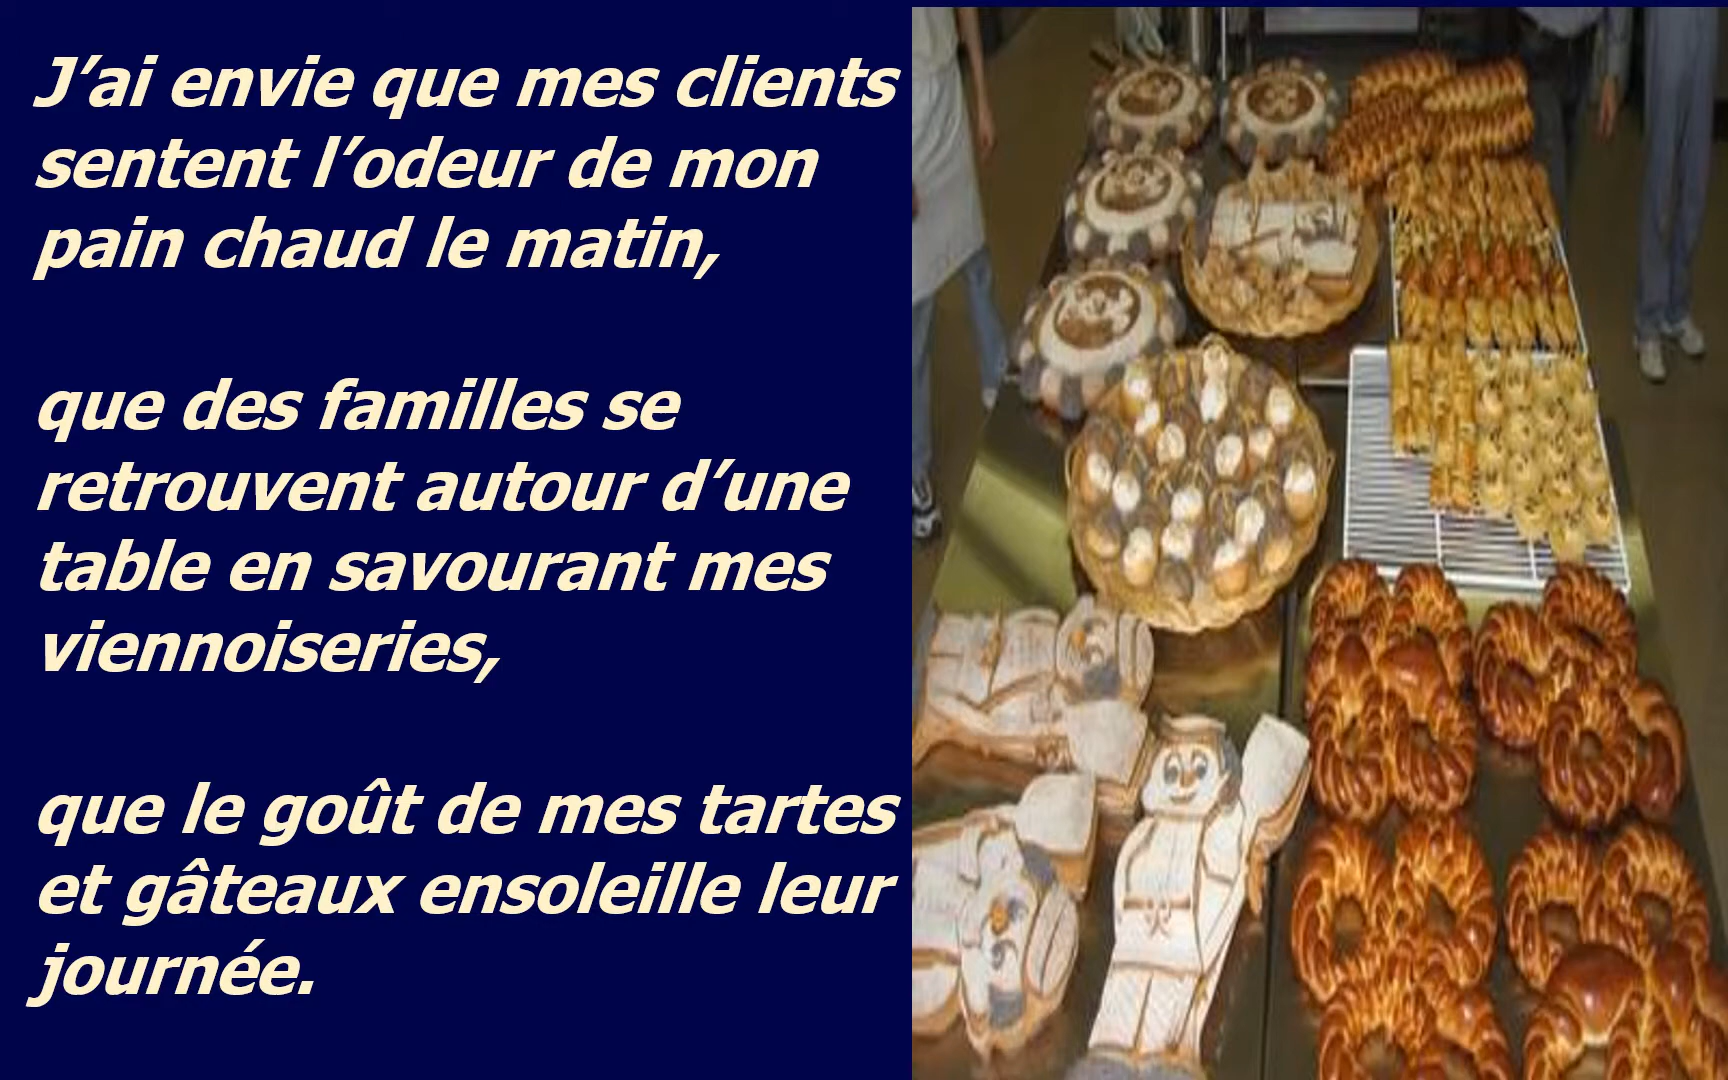 J’ai envie que mes clients
sentent l’odeur de mon
pain chaud le matin,
que des familles se
retrouvent autour d’une
table en savourant mes
viennoiseries,
que le goût de mes tartes
et gâteaux ensoleille leur
journée.